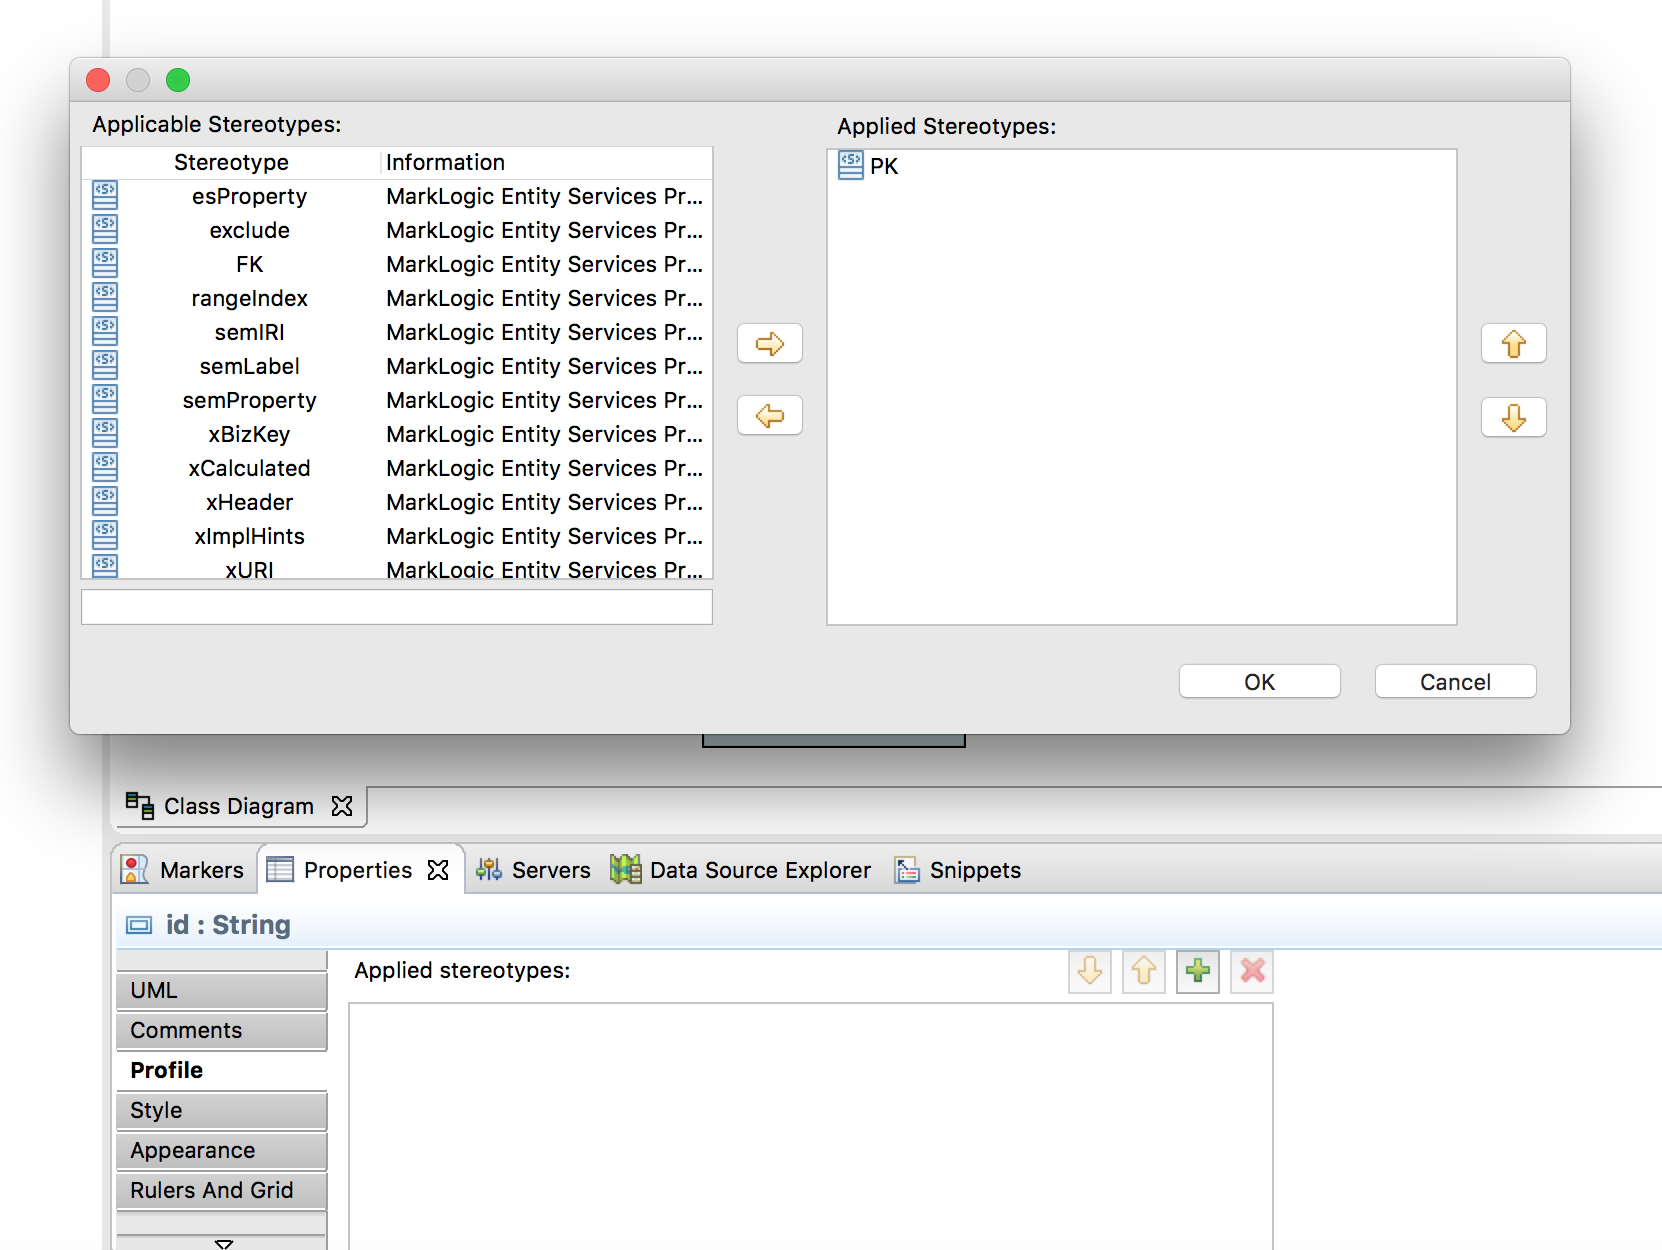 Applicable Stereotypes:
Stereotype Information
esProperty MarkLogic Entity Services Pr...
exclude MarkLogic Entity Services Pr...
FK MarkLogic Entity Services Pr...
rangeIndex MarkLogic Entity Services Pr...
semIRI MarkLogic Entity Services Pr...
semLabel MarkLogic Entity Services Pr...
semProperty MarkLogic Entity Services Pr...
xBizKey MarkLogic Entity Services Pr...
xCalculated MarkLogic Entity Services Pr...
xHeader MarkLogic Entity Services Pr...
xImplHints MarkLogic Entity Services Pr...
xURI MarkLogic Entity Services Pr...
Applied Stereotypes:
PK
OK Cancel
Class Diagram
Markers Properties Servers Data Source Explorer Snippets
id : String
UML
Comments
Profile
Style
Appearance
Rulers And Grid
Applied stereotypes: